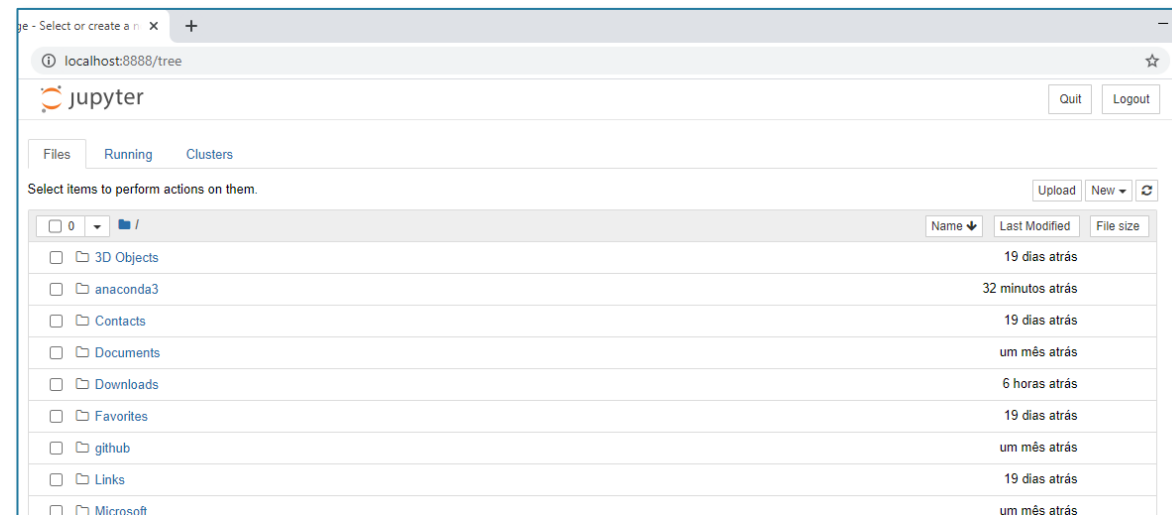 ge - Select or create a n
localhost:8888/tree
jupyter
Quit Logout
Files Running Clusters
Select items to perform actions on them.
Upload New
0 / Name Last Modified File size
3D Objects 19 dias atrás
anaconda3 32 minutos atrás
Contacts 19 dias atrás
Documents um mês atrás
Downloads 6 horas atrás
Favorites 19 dias atrás
github um mês atrás
Links 19 dias atrás
Microsoft um mês atrás